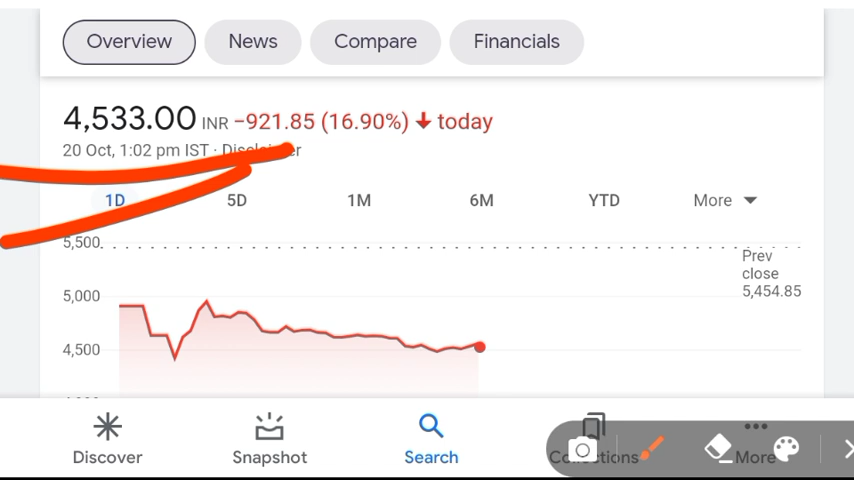 Overview News Compare Financials
4,533.00 INR −921.85 (16.90%) today
20 Oct, 1:02 pm IST · Disclaimer
1D 5D 1M 6M YTD More
5,500
Prev
close
5,454.85
5,000
4,500
Discover Snapshot Search Collections More